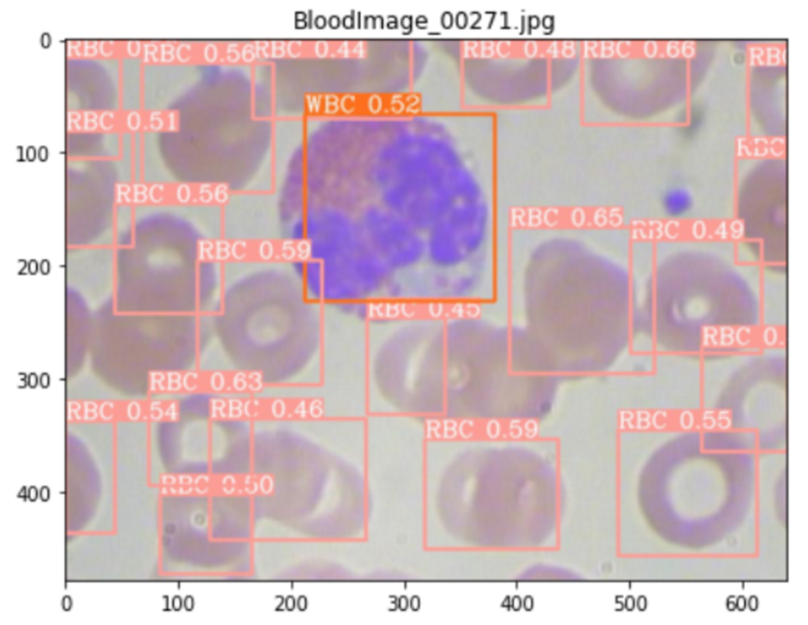 BloodImage_00271.jpg
RBC 0.56
RBC 0.44
RBC 0.48
RBC 0.66
RBC
WBC 0.52
RBC 0.51
RBC
RBC 0.56
RBC 0.65
RBC 0.49
RBC 0.59
RBC 0.45
RBC 0.
RBC 0.63
RBC 0.54
RBC 0.46
RBC 0.59
RBC 0.55
RBC 0.50
0
100
200
300
400
0 100 200 300 400 500 600